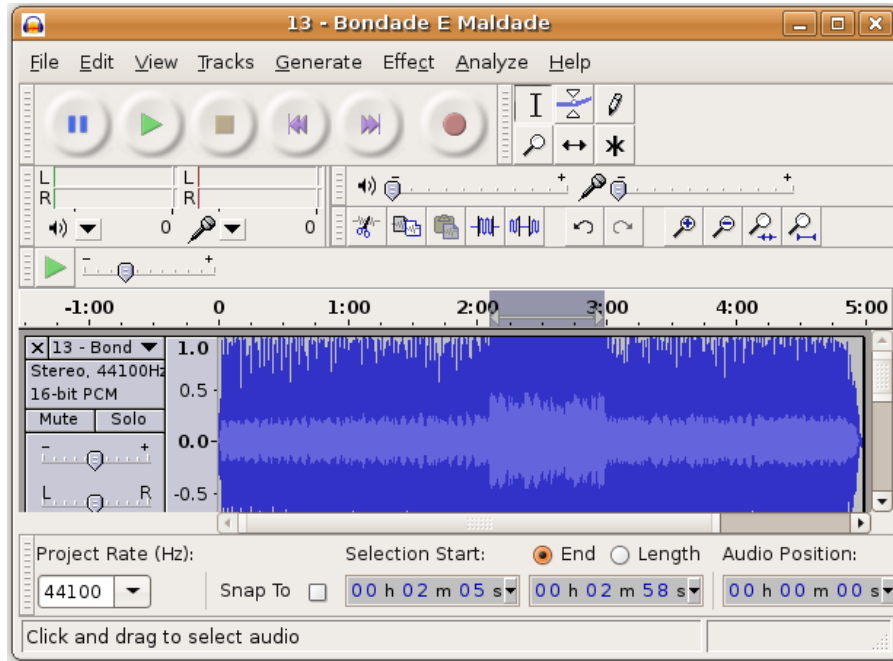 13 - Bondade E Maldade
File Edit View Tracks Generate Effect Analyze Help
L L
R R
- +
- +
0 0
- +
-1:00 0 1:00 2:00 3:00 4:00 5:00
13 - Bond
Stereo, 44100Hz
16-bit PCM
Mute Solo
- +
L R
1.0
0.5
0.0
-0.5
Project Rate (Hz): Selection Start: End Length Audio Position:
44100 Snap To 00 h 02 m 05 s 00 h 02 m 58 s 00 h 00 m 00 s
Click and drag to select audio